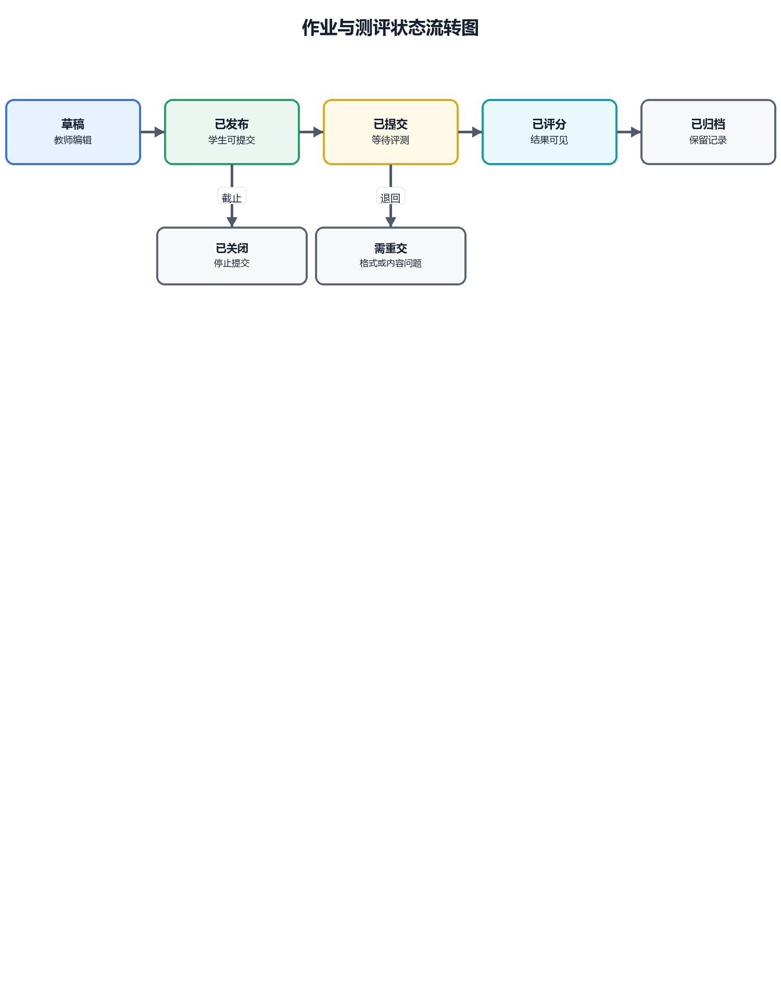 作业与测评状态流转图
草稿
教师编辑
已发布
学生可提交
已提交
等待评测
已评分
结果可见
已归档
保留记录
截止
退回
已关闭
停止提交
需重交
格式或内容问题